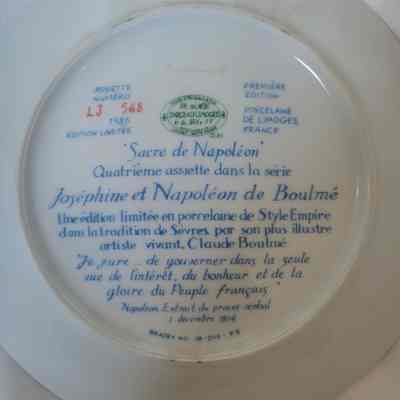 ASSIETTE
NUMÉRO
LJ 568
1986
EDITION LIMITÉE
PREMIÈRE
ÉDITION
PORCELAINE
DE LIMOGES,
FRANCE
"Sacre de Napoléon"
Quatrième assiette dans la série
Joséphine et Napoléon de Boulmé
Une édition limitée en porcelaine de Style Empire
dans la tradition de Sèvres par son plus illustre
artiste vivant, Claude Boulmé
"Je jure... de gouverner dans la seule
vue de l'intérêt, du bonheur et de la
gloire du Peuple français"
Napoléon. Extrait du procès-verbal
2 décembre 1804